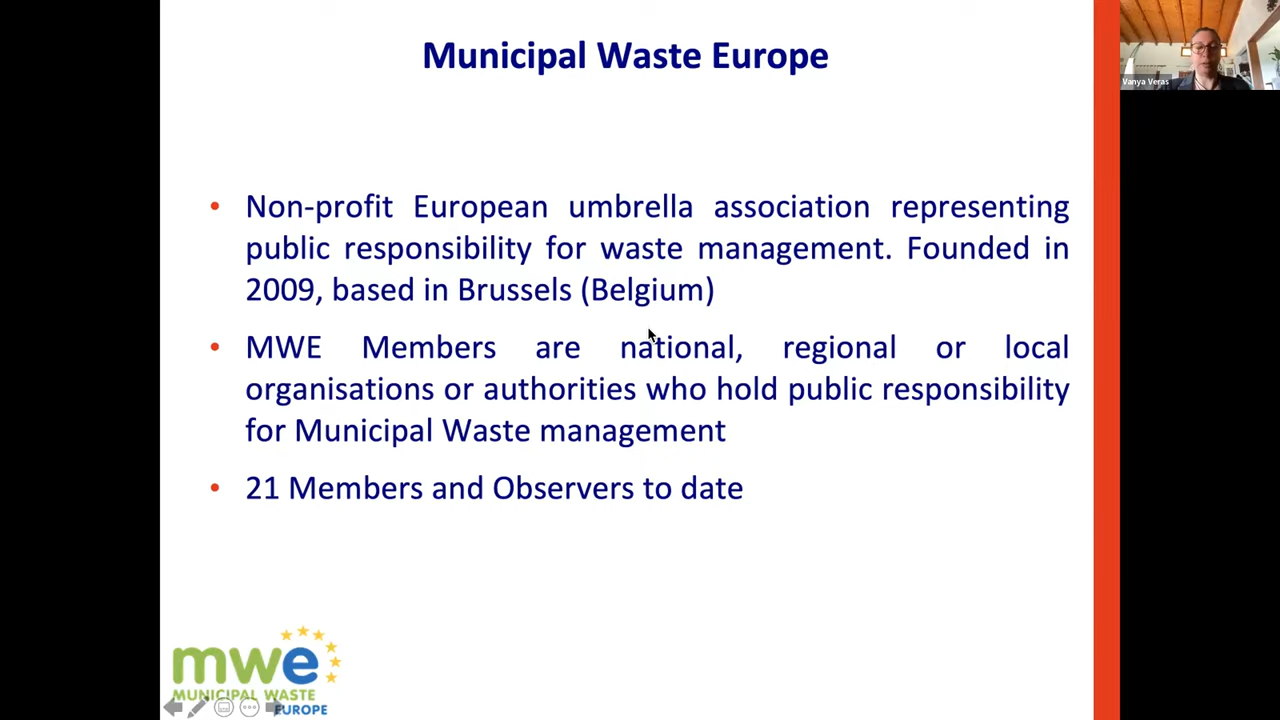 Municipal Waste Europe
Vanya Veras
• Non-profit European umbrella association representing
public responsibility for waste management. Founded in
2009, based in Brussels (Belgium)
• MWE Members are national, regional or local
organisations or authorities who hold public responsibility
for Municipal Waste management
• 21 Members and Observers to date
mwe
MUNICIPAL WASTE
EUROPE